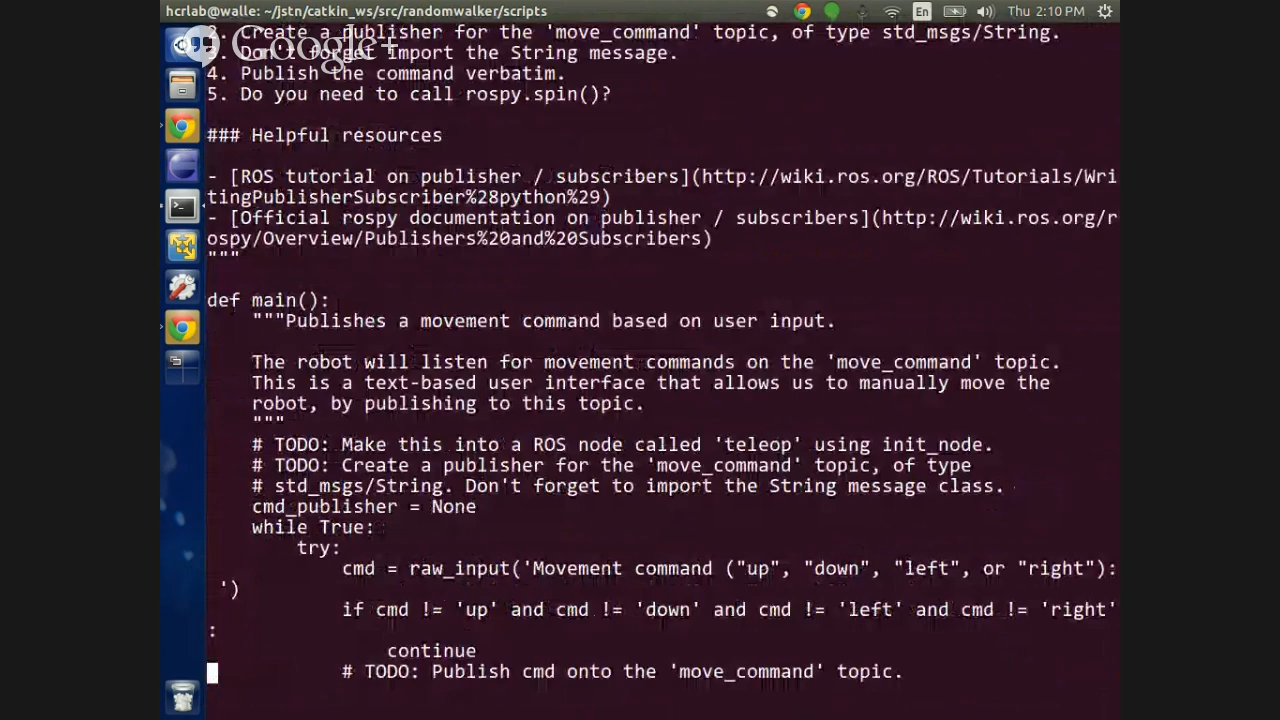 hcrlab@walle: ~/jstn/catkin_ws/src/randomwalker/scripts
En
Thu 2:10 PM
Google+
2. Create a publisher for the 'move_command' topic, of type std_msgs/String.
3. Don't forget import the String message.
4. Publish the command verbatim.
5. Do you need to call rospy.spin()?
### Helpful resources
- [ROS tutorial on publisher / subscribers](http://wiki.ros.org/ROS/Tutorials/Wri
tingPublisherSubscriber%28python%29)
- [Official rospy documentation on publisher / subscribers](http://wiki.ros.org/r
ospy/Overview/Publishers%20and%20Subscribers)
"""
def main():
    """Publishes a movement command based on user input.
    The robot will listen for movement commands on the 'move_command' topic.
    This is a text-based user interface that allows us to manually move the
    robot, by publishing to this topic.
    """
    # TODO: Make this into a ROS node called 'teleop' using init_node.
    # TODO: Create a publisher for the 'move_command' topic, of type
    # std_msgs/String. Don't forget to import the String message class.
    cmd_publisher = None
    while True:
        try:
            cmd = raw_input('Movement command ("up", "down", "left", or "right"):
 ')
            if cmd != 'up' and cmd != 'down' and cmd != 'left' and cmd != 'right'
:
                continue
            # TODO: Publish cmd onto the 'move_command' topic.